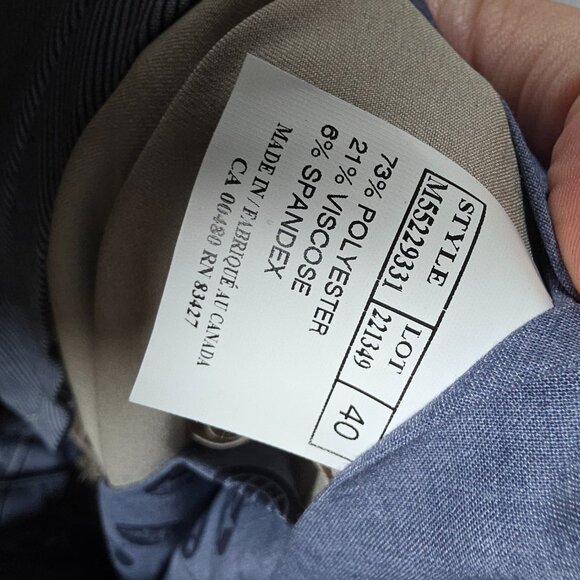 STYLE LOT
M55229331 221349 40
73% POLYESTER
21% VISCOSE
6% SPANDEX
MADE IN / FABRIQUÉ AU CANADA
CA 00480 RN 83427